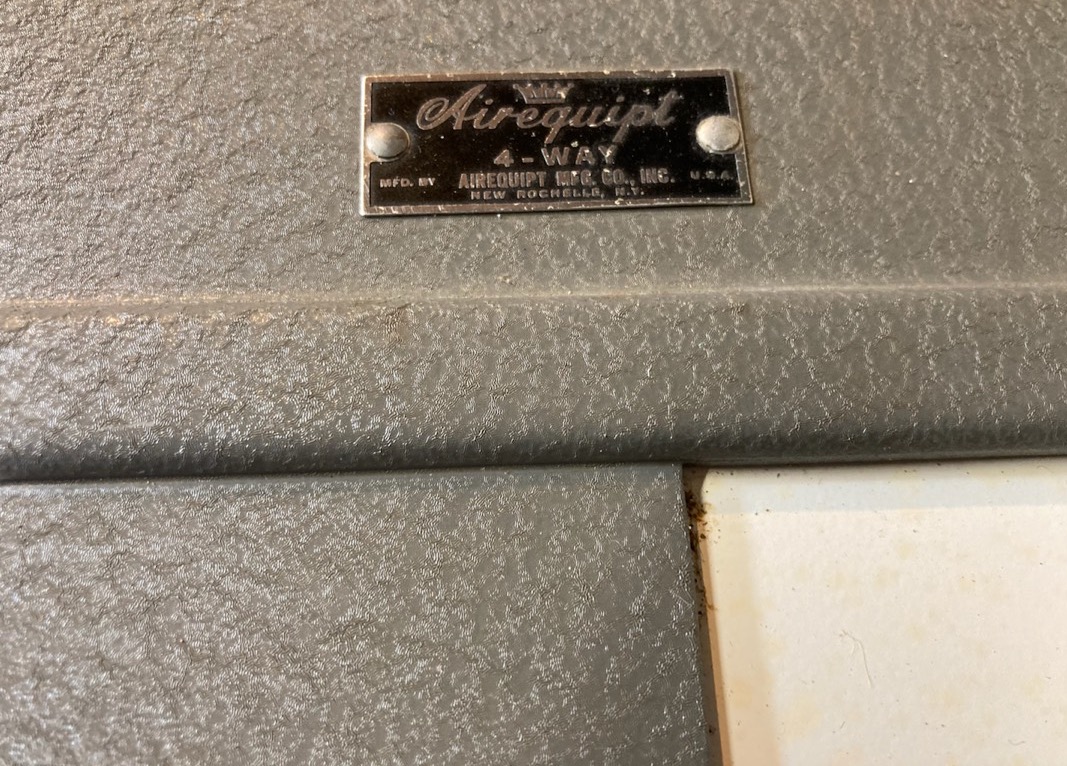 Airequipt
4-WAY
MFD. BY AIREQUIPT MFG. CO., INC. U.S.A.
NEW ROCHELLE, N.Y.